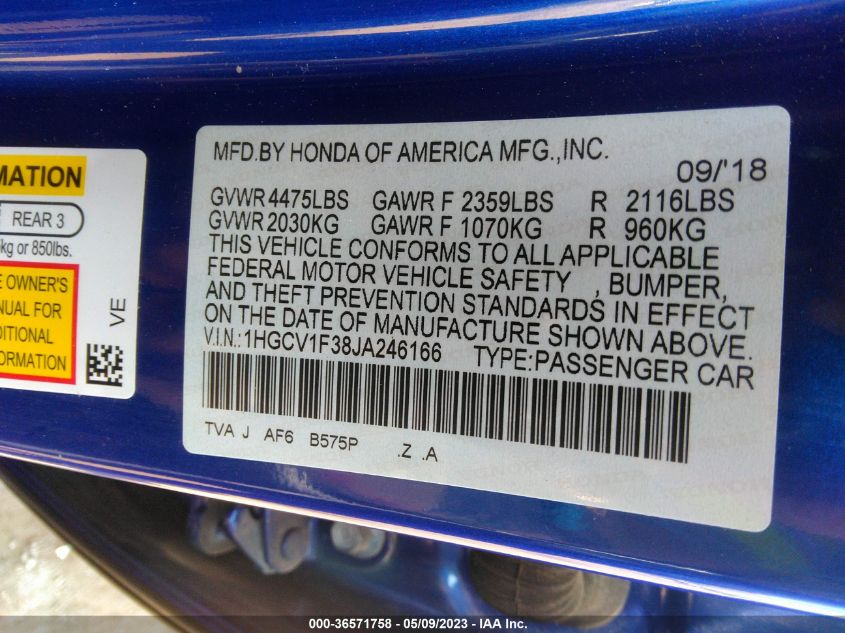 MATION
REAR 3
kg or 850lbs.
OWNER'S
NUAL FOR
DITIONAL
FORMATION
VE
MFD.BY HONDA OF AMERICA MFG.,INC.
09/'18
GVWR 4475LBS GAWR F 2359LBS R 2116LBS
GVWR 2030KG GAWR F 1070KG R 960KG
THIS VEHICLE CONFORMS TO ALL APPLICABLE
FEDERAL MOTOR VEHICLE SAFETY , BUMPER,
AND THEFT PREVENTION STANDARDS IN EFFECT
ON THE DATE OF MANUFACTURE SHOWN ABOVE.
V.I.N.:1HGCV1F38JA246166 TYPE:PASSENGER CAR
TVA J AF6 B575P .Z .A
000-36571758 - 05/09/2023 - IAA Inc.